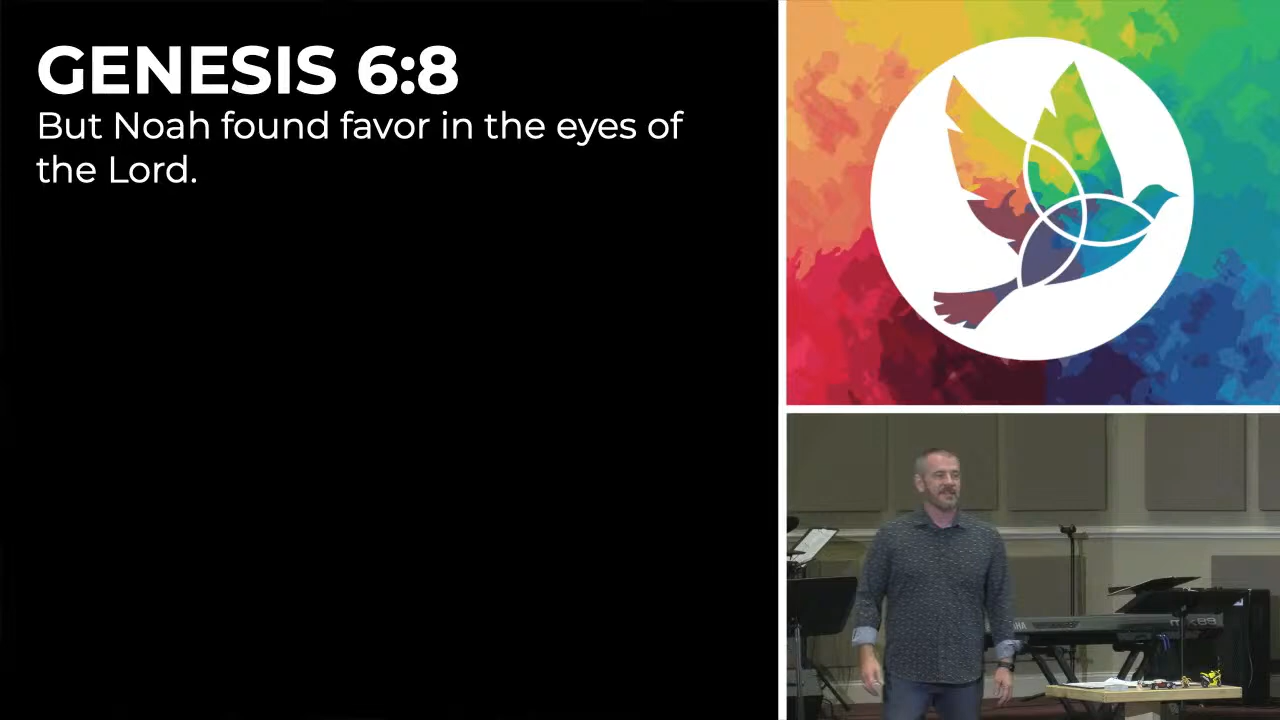 GENESIS 6:8
But Noah found favor in the eyes of
the Lord.